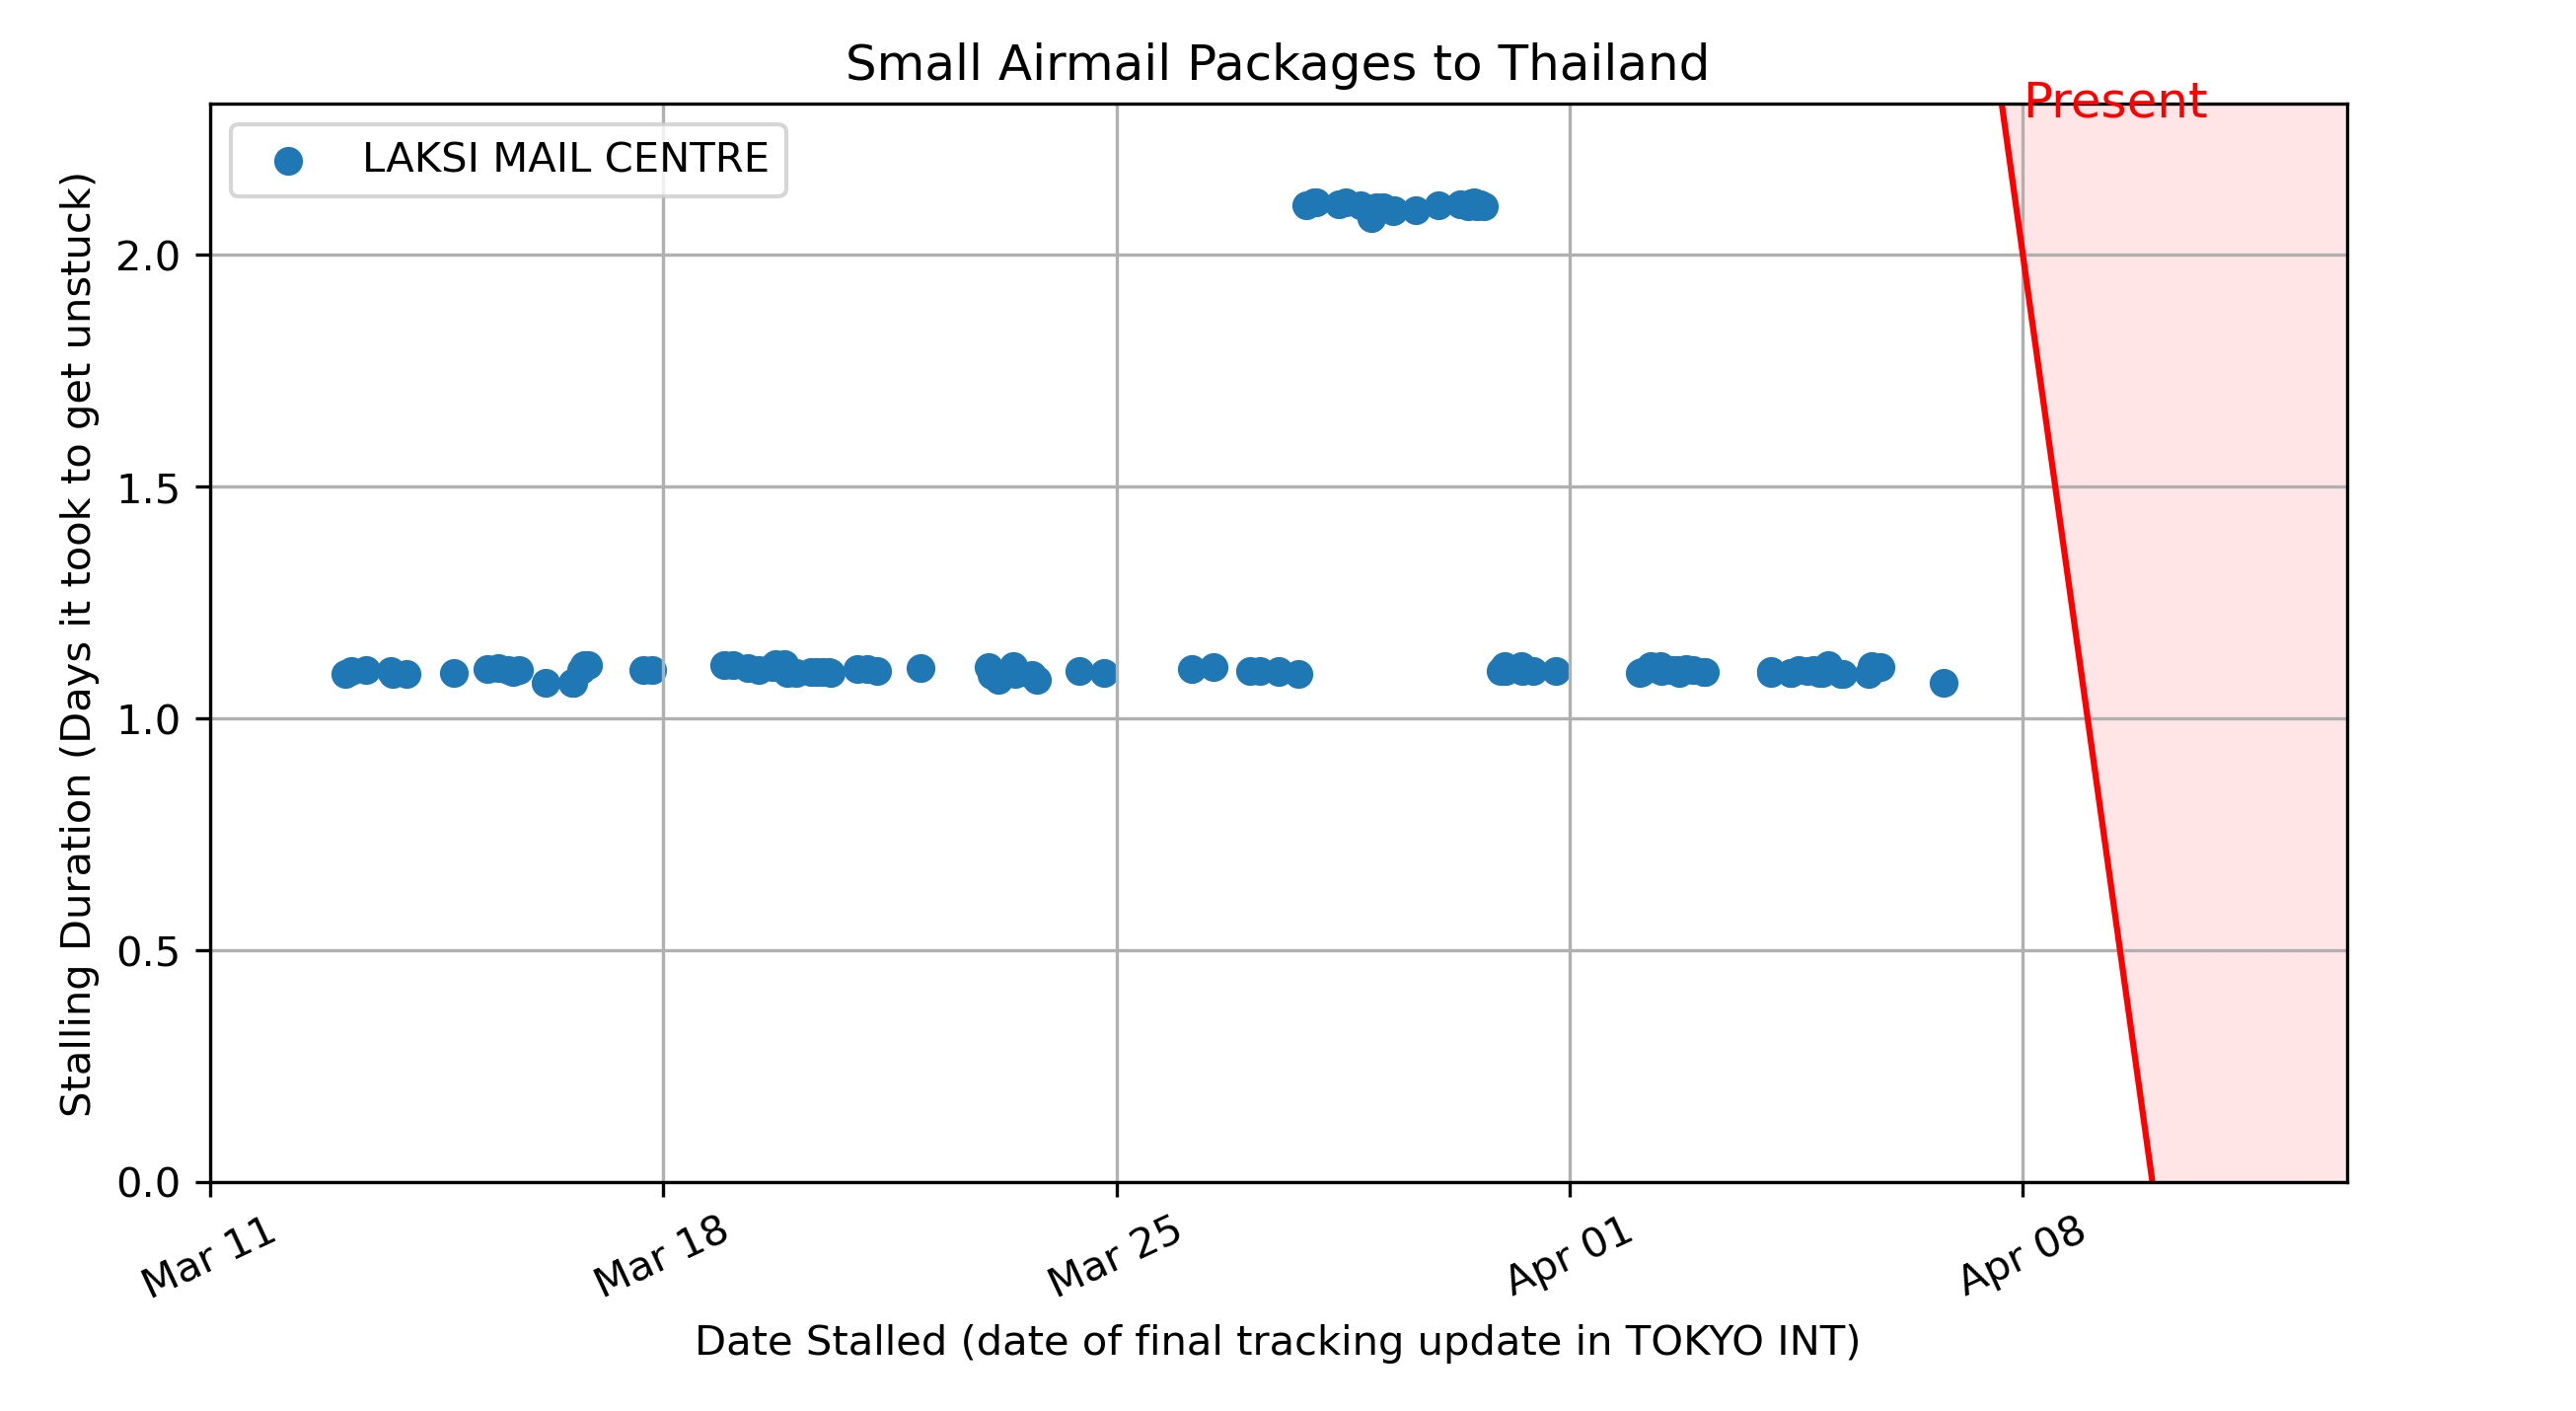 Small Airmail Packages to Thailand
Present
LAKSI MAIL CENTRE
Stalling Duration (Days it took to get unstuck)
2.0
1.5
1.0
0.5
0.0
Mar 11
Mar 18
Mar 25
Apr 01
Apr 08
Date Stalled (date of final tracking update in TOKYO INT)